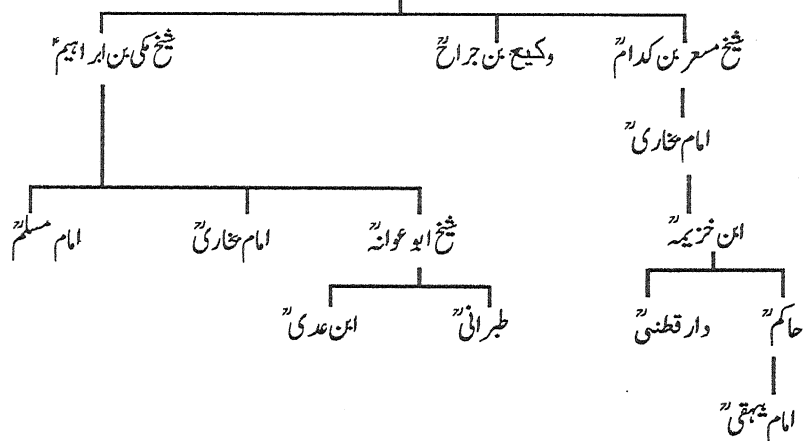 شیخ مسعر بن کدامؒ وکیع بن جراحؒ شیخ مکی بن ابراہیمؒ
امام بخاریؒ
ابن خزیمہؒ شیخ ابو عوانہؒ امام بخاریؒ امام مسلمؒ
حاکمؒ دار قطنیؒ طبرانیؒ ابن عدیؒ
امام بیہقیؒ